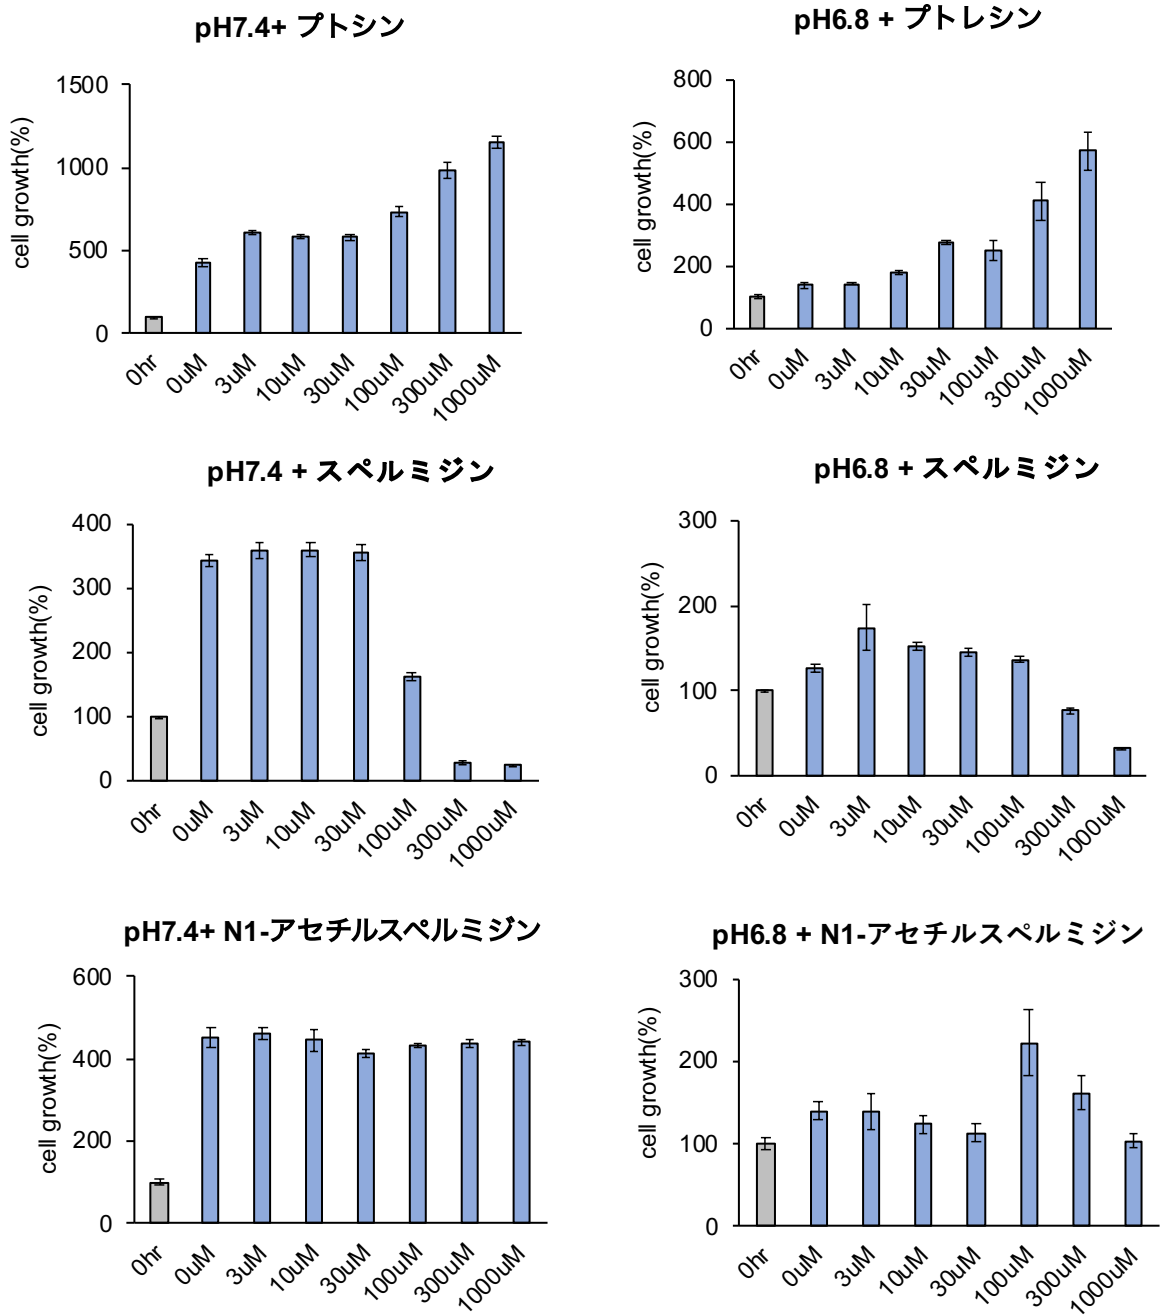 pH7.4+ プトシン
cell growth(%)
1500
1000
500
0
0hr 0uM 3uM 10uM 30uM 100uM 300uM 1000uM
pH6.8 + プトレシン
cell growth(%)
800
600
400
200
0
0hr 0uM 3uM 10uM 30uM 100uM 300uM 1000uM
pH7.4 + スペルミジン
cell growth(%)
400
300
200
100
0
0hr 0uM 3uM 10uM 30uM 100uM 300uM 1000uM
pH6.8 + スペルミジン
cell growth(%)
300
200
100
0
0hr 0uM 3uM 10uM 30uM 100uM 300uM 1000uM
pH7.4+ N1-アセチルスペルミジン
cell growth(%)
600
400
200
0
0hr 0uM 3uM 10uM 30uM 100uM 300uM 1000uM
pH6.8 + N1-アセチルスペルミジン
cell growth(%)
300
200
100
0
0hr 0uM 3uM 10uM 30uM 100uM 300uM 1000uM